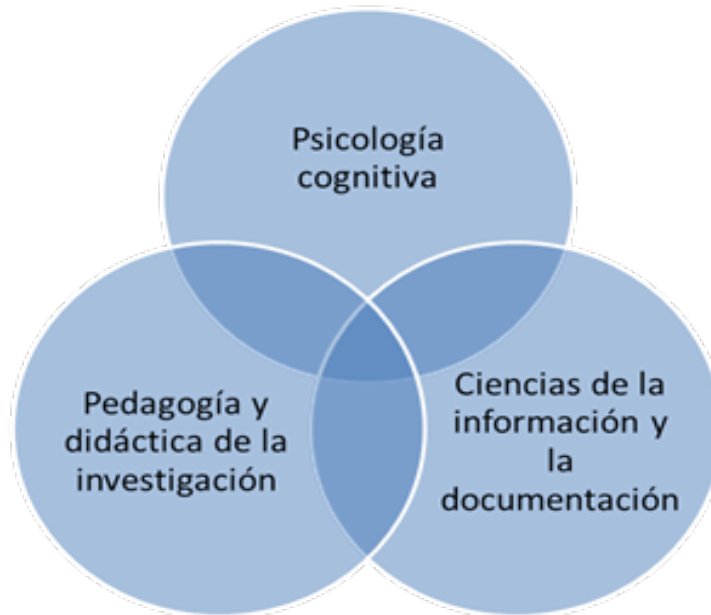 Psicología
cognitiva
Pedagogía y
didáctica de la
investigación
Ciencias de la
información y
la
documentación